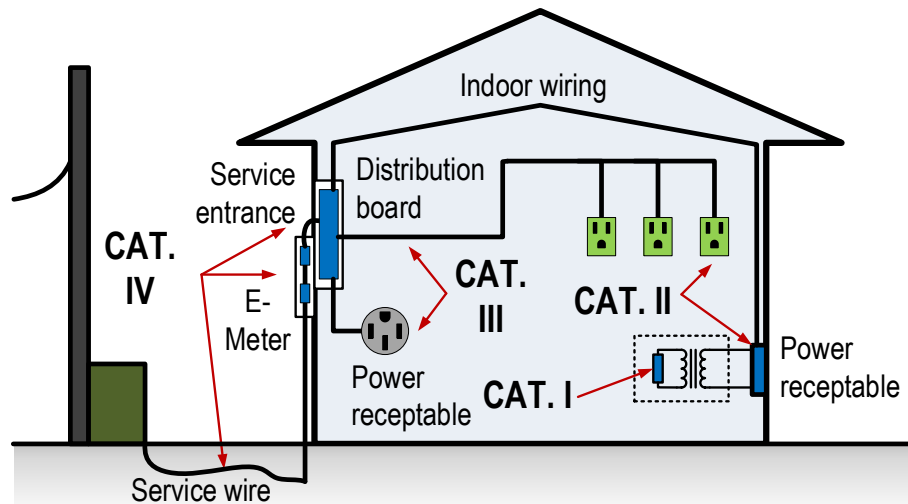 Indoor wiring
Service
entrance
Distribution
board
CAT.
IV
E-
Meter
CAT.
III
CAT. II
Power
receptable
CAT. I
Power
receptable
Service wire